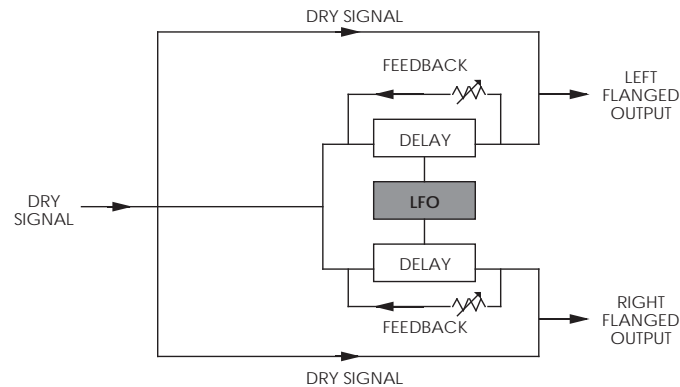 DRY SIGNAL
FEEDBACK
LEFT
FLANGED
OUTPUT
DELAY
DRY
SIGNAL
LFO
DELAY
FEEDBACK
RIGHT
FLANGED
OUTPUT
DRY SIGNAL